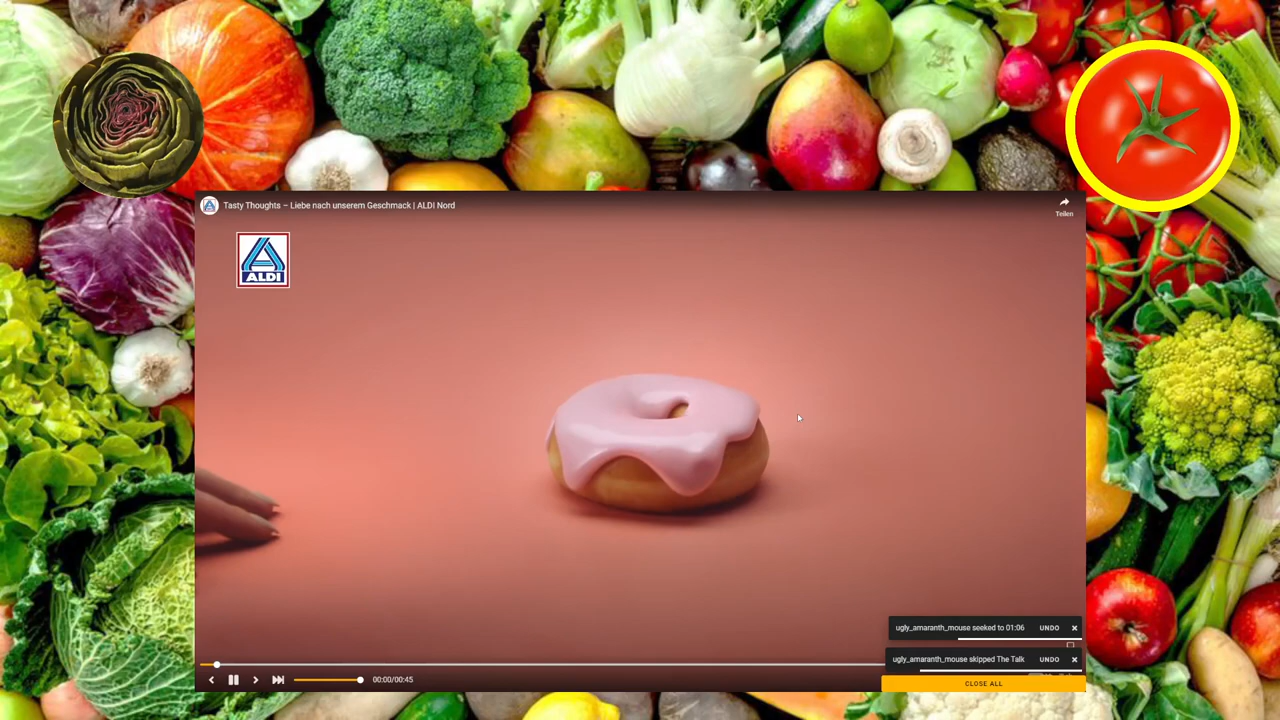 Tasty Thoughts – Liebe nach unserem Geschmack | ALDI Nord
Teilen
ALDI
ugly_amaranth_mouse seeked to 01:06 UNDO ×
ugly_amaranth_mouse skipped The Talk UNDO ×
CLOSE ALL
00:00/00:45